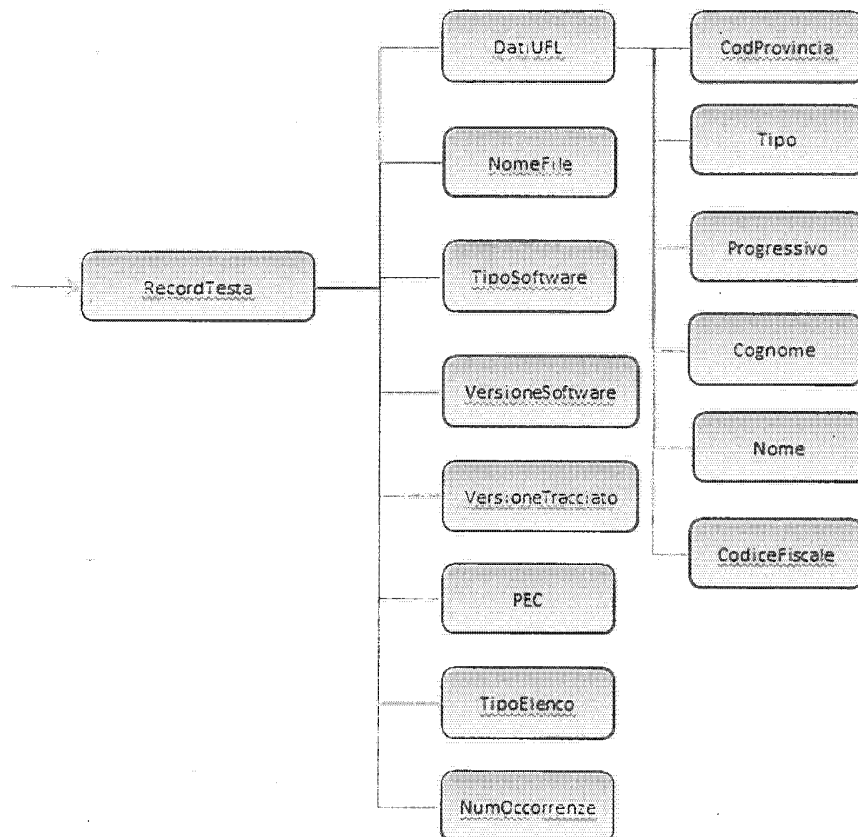 DatiUFL
CodProvincia
Tipo
NomeFile
Progressivo
TipoSoftware
RecordTesta
Cognome
VersioneSoftware
Nome
VersioneTracciato
CodiceFiscale
PEC
TipoElenco
NumOccorrenze